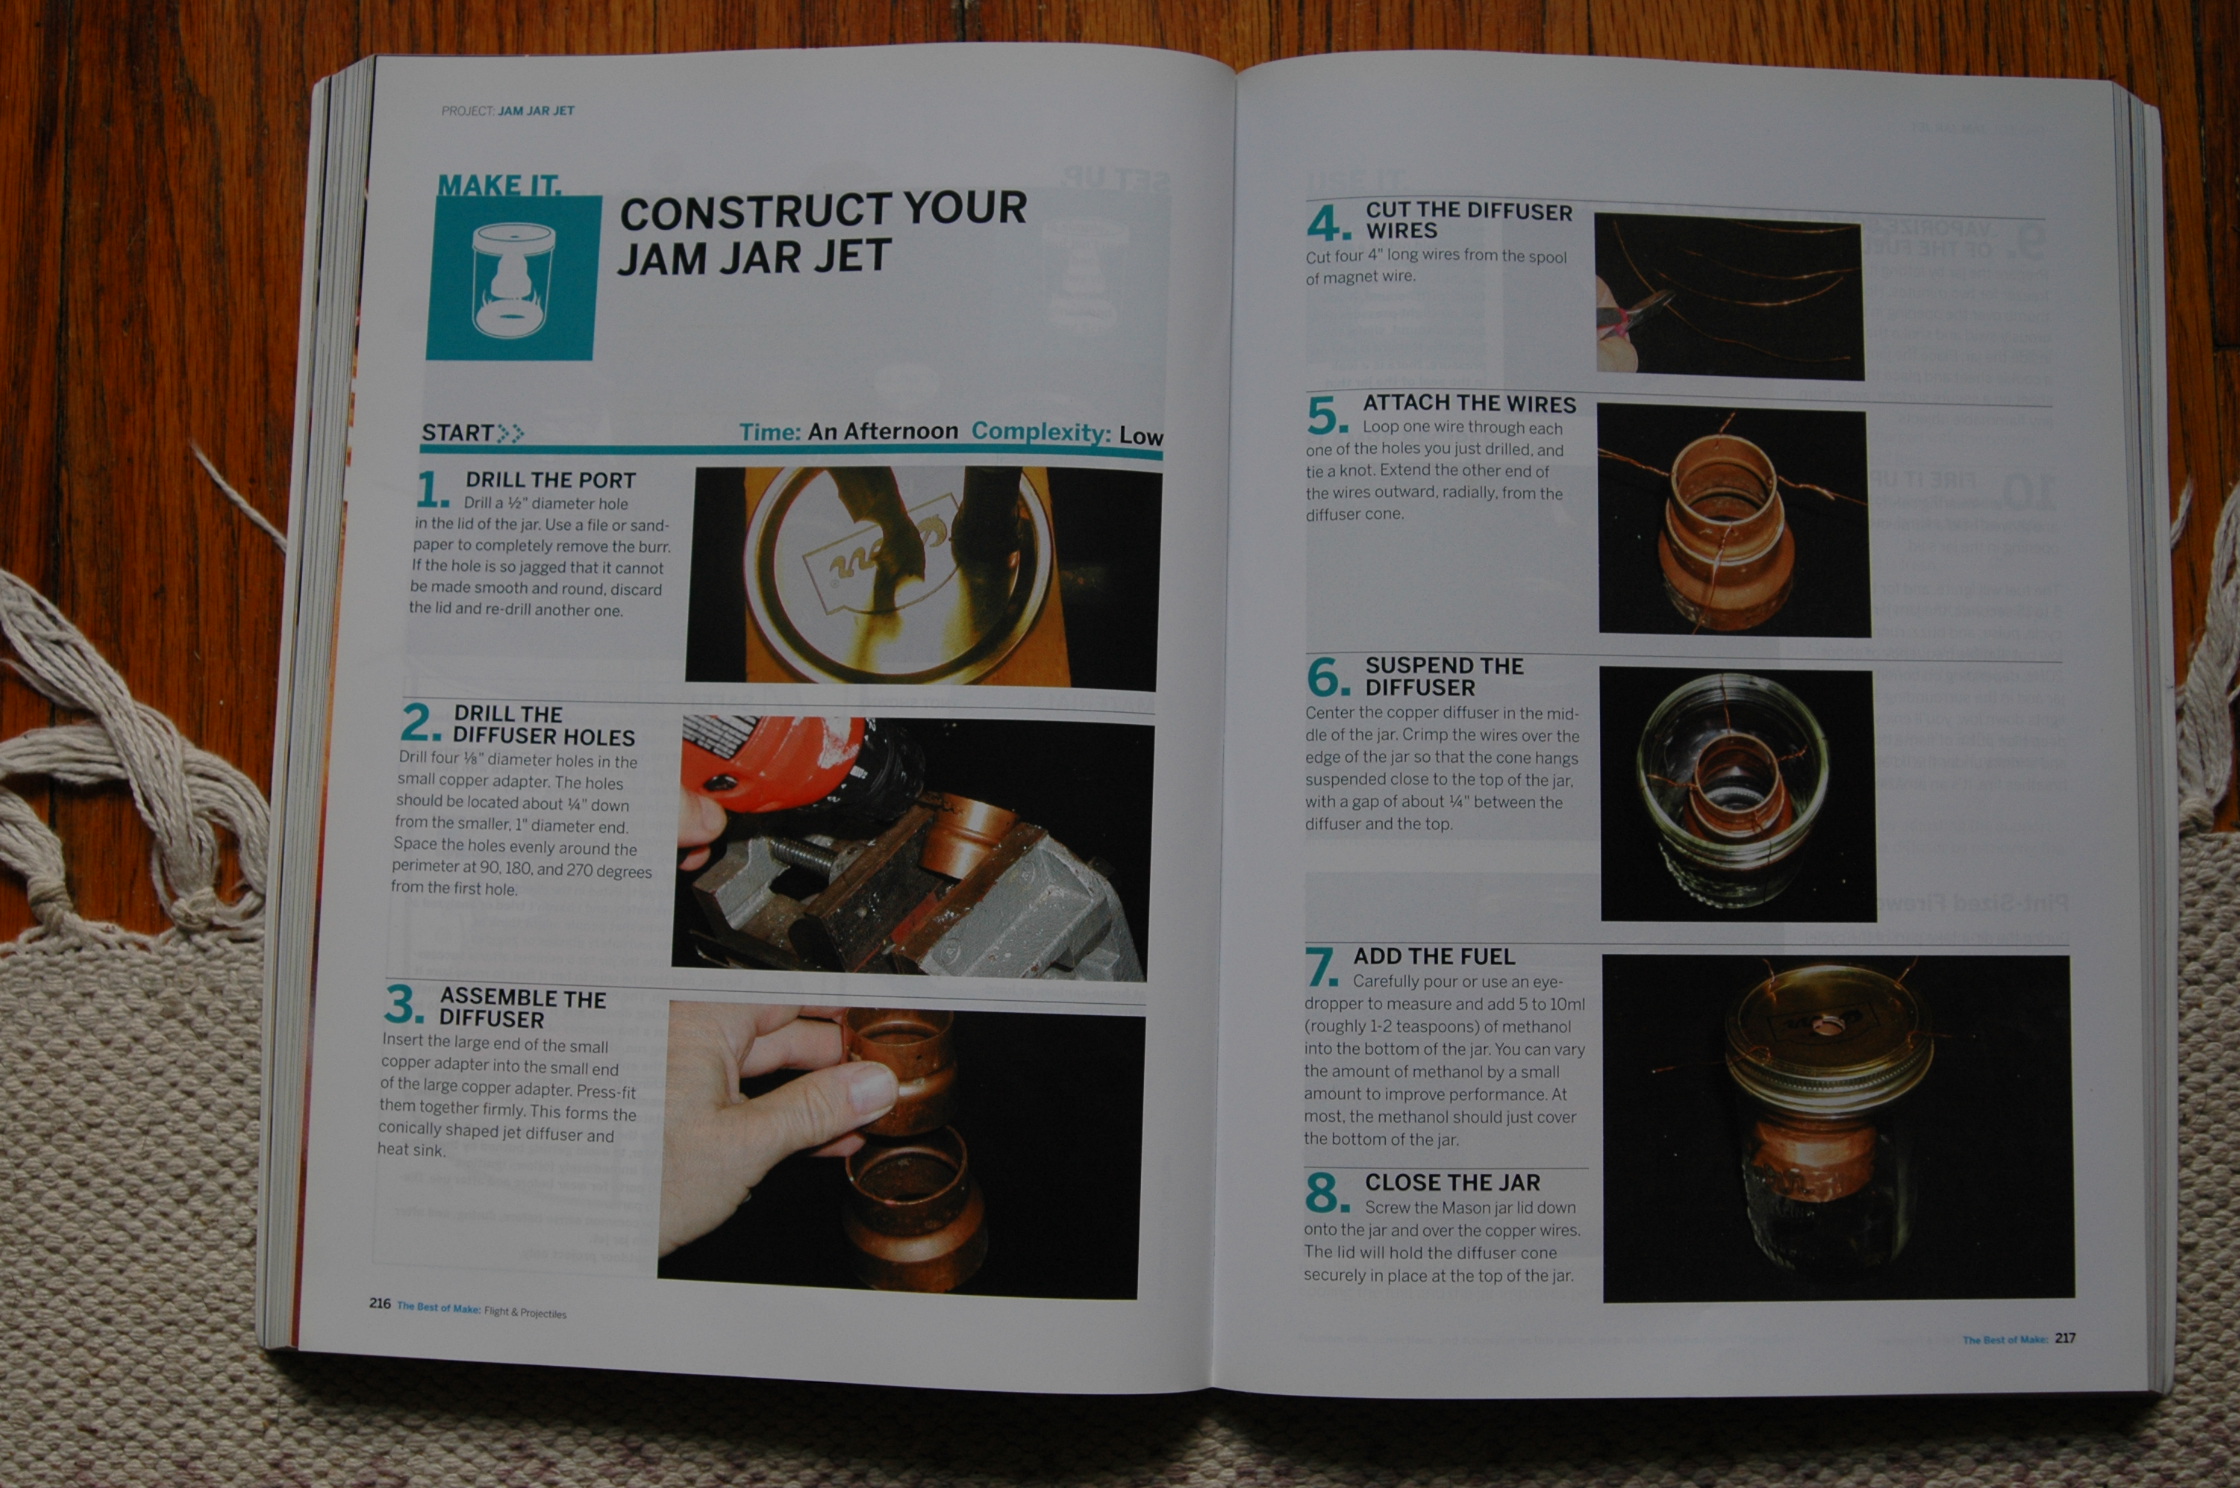 PROJECT: JAM JAR JET
MAKE IT.
CONSTRUCT YOUR
JAM JAR JET
START>>
Time: An Afternoon Complexity: Low
1. DRILL THE PORT
Drill a ½" diameter hole
in the lid of the jar. Use a file or sand-
paper to completely remove the burr.
If the hole is so jagged that it cannot
be made smooth and round, discard
the lid and re-drill another one.
2. DRILL THE
DIFFUSER HOLES
Drill four ⅛" diameter holes in the
small copper adapter. The holes
should be located about ¼" down
from the smaller, 1" diameter end.
Space the holes evenly around the
perimeter at 90, 180, and 270 degrees
from the first hole.
3. ASSEMBLE THE
DIFFUSER
Insert the large end of the small
copper adapter into the small end
of the large copper adapter. Press-fit
them together firmly. This forms the
conically shaped jet diffuser and
heat sink.
216 The Best of Make: Flight & Projectiles
4. CUT THE DIFFUSER
WIRES
Cut four 4" long wires from the spool
of magnet wire.
5. ATTACH THE WIRES
Loop one wire through each
one of the holes you just drilled, and
tie a knot. Extend the other end of
the wires outward, radially, from the
diffuser cone.
6. SUSPEND THE
DIFFUSER
Center the copper diffuser in the mid-
dle of the jar. Crimp the wires over the
edge of the jar so that the cone hangs
suspended close to the top of the jar,
with a gap of about ¼" between the
diffuser and the top.
7. ADD THE FUEL
Carefully pour or use an eye-
dropper to measure and add 5 to 10ml
(roughly 1-2 teaspoons) of methanol
into the bottom of the jar. You can vary
the amount of methanol by a small
amount to improve performance. At
most, the methanol should just cover
the bottom of the jar.
8. CLOSE THE JAR
Screw the Mason jar lid down
onto the jar and over the copper wires.
The lid will hold the diffuser cone
securely in place at the top of the jar.
The Best of Make: 217